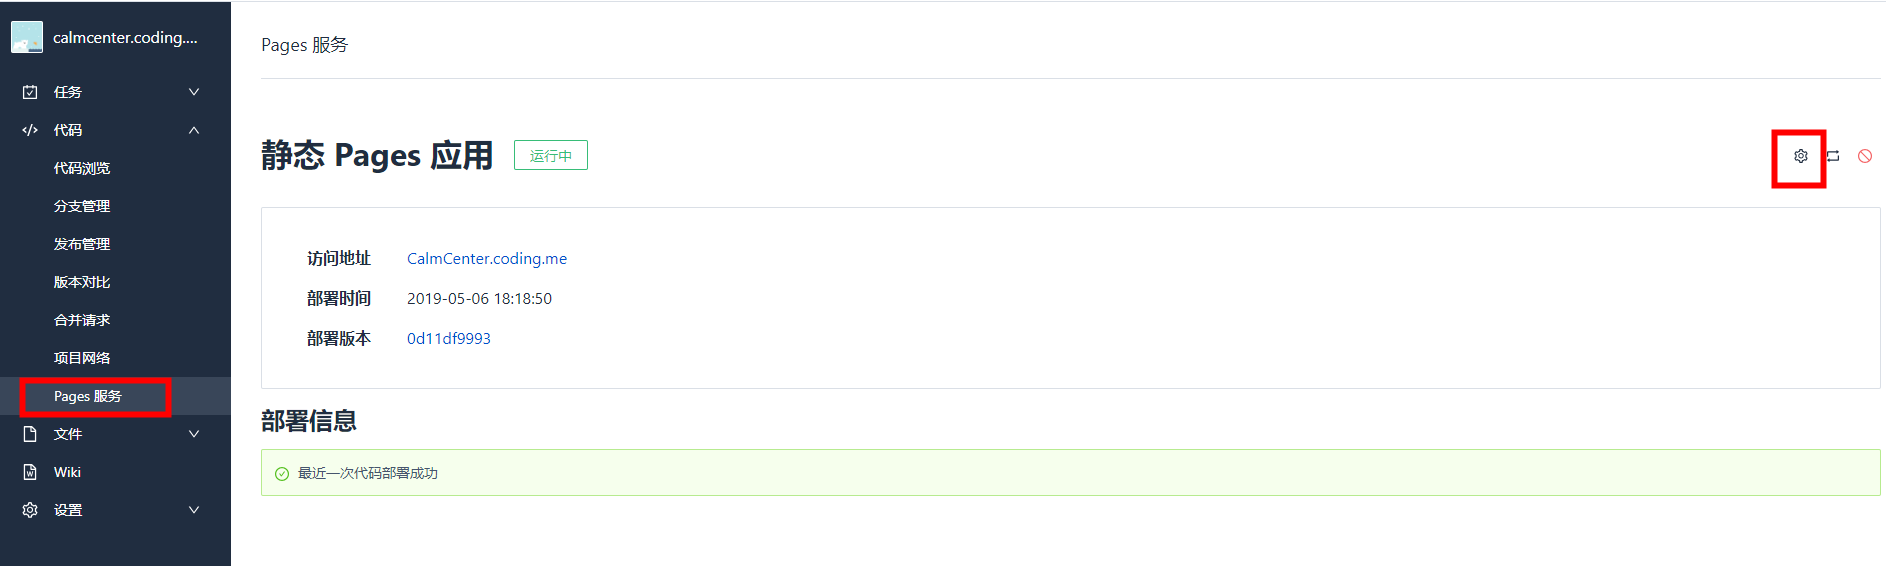 calmcenter.coding....
任务
代码
代码浏览
分支管理
发布管理
版本对比
合并请求
项目网络
Pages 服务
文件
Wiki
设置
Pages 服务
静态 Pages 应用 运行中
访问地址 CalmCenter.coding.me
部署时间 2019-05-06 18:18:50
部署版本 0d11df9993
部署信息
最近一次代码部署成功